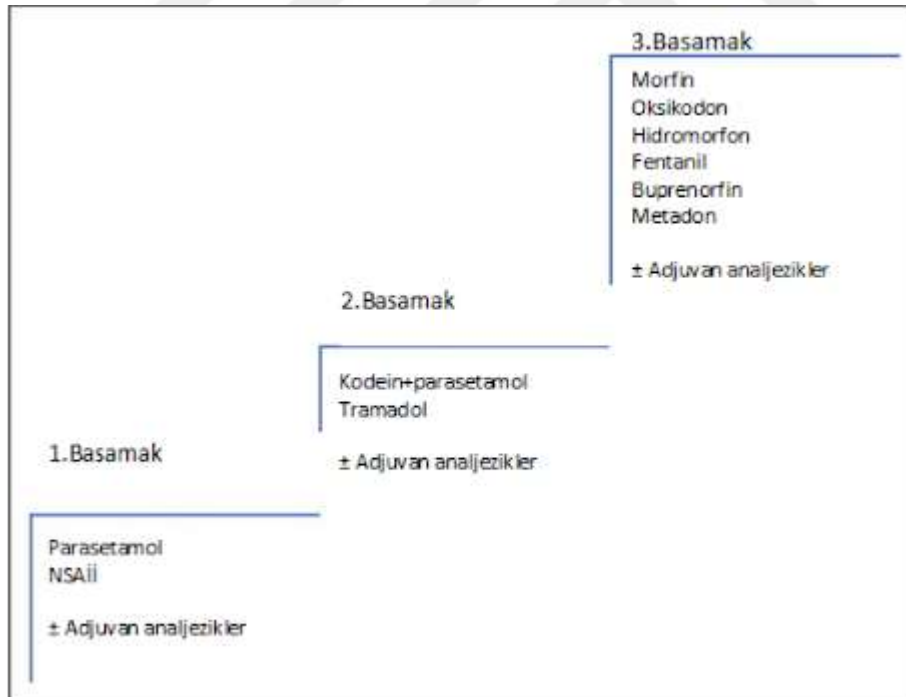 3.Basamak
Morfin
Oksikodon
Hidromorfon
Fentanil
Buprenorfin
Metadon
± Adjuvan analjezikler
2.Basamak
Kodein+parasetamol
Tramadol
± Adjuvan analjezikler
1.Basamak
Parasetamol
NSAİİ
± Adjuvan analjezikler